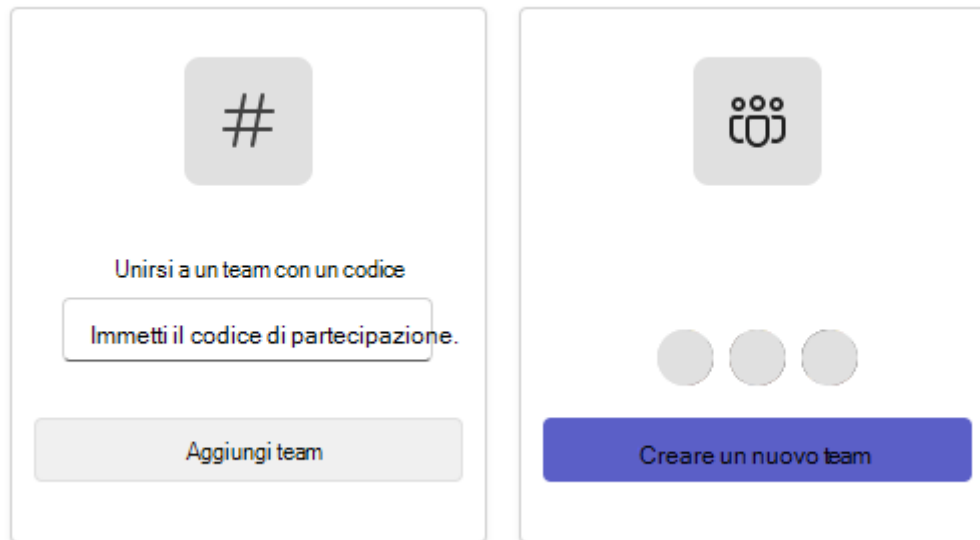 #
Unirsi a un team con un codice
Immetti il codice di partecipazione.
Aggiungi team
Creare un nuovo team